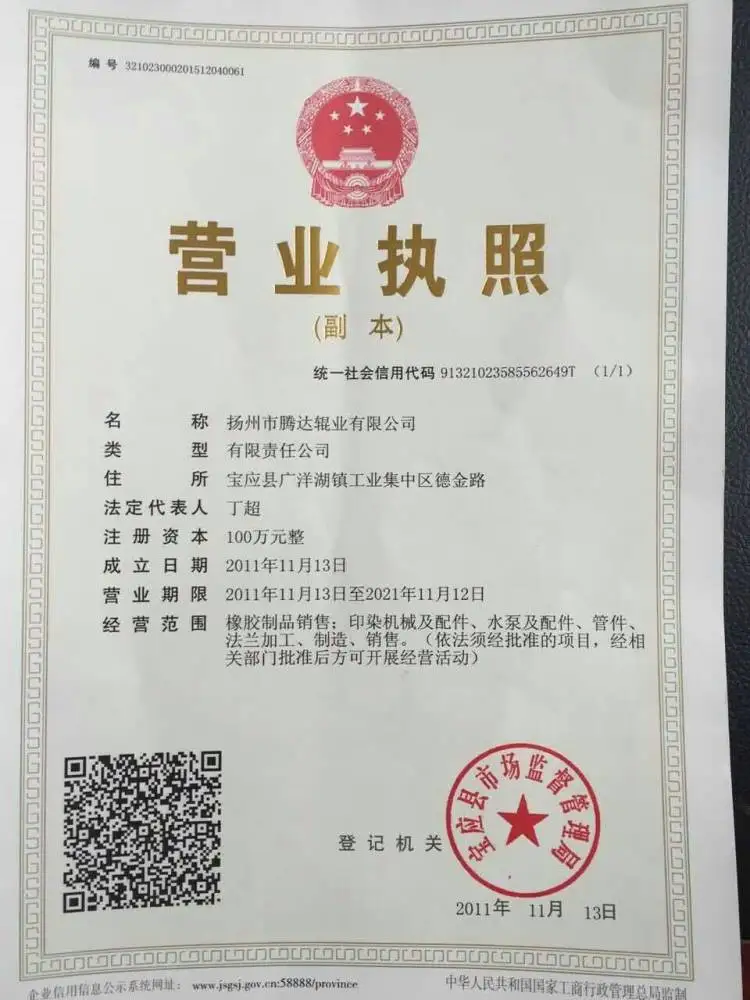 编号 321023000201512040061
营业执照
(副本)
统一社会信用代码 91321023585562649T (1/1)
名称 扬州市腾达辊业有限公司
类型 有限责任公司
住所 宝应县广洋湖镇工业集中区德金路
法定代表人 丁超
注册资本 100万元整
成立日期 2011年11月13日
营业期限 2011年11月13日至2021年11月12日
经营范围 橡胶制品销售；印染机械及配件、水泵及配件、管件、
法兰加工、制造、销售。（依法须经批准的项目，经相
关部门批准后方可开展经营活动）
宝应县市场监督管理局
登记机关
2011年 11月 13日
企业信用信息公示系统网址： www.jsgsj.gov.cn:58888/province
中华人民共和国国家工商行政管理总局监制